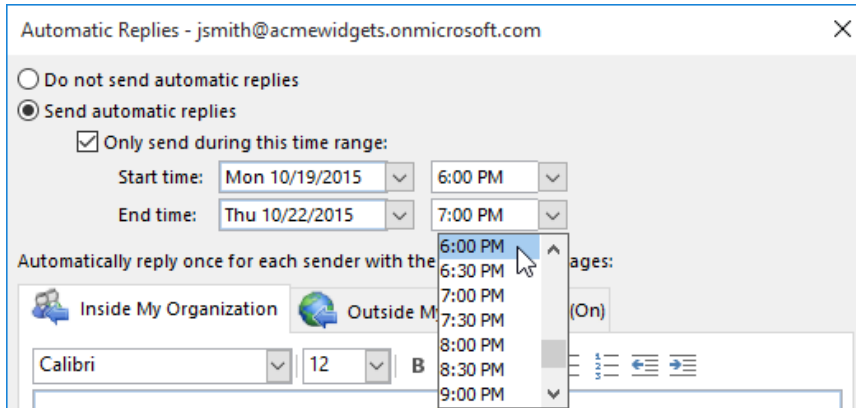 Automatic Replies - jsmith@acmewidgets.onmicrosoft.com
Do not send automatic replies
Send automatic replies
Only send during this time range:
Start time: Mon 10/19/2015 6:00 PM
End time: Thu 10/22/2015 7:00 PM
6:00 PM
Automatically reply once for each sender with the ages:
6:30 PM
7:00 PM
Inside My Organization Outside M (On)
7:30 PM
8:00 PM
Calibri 12 B
8:30 PM
9:00 PM